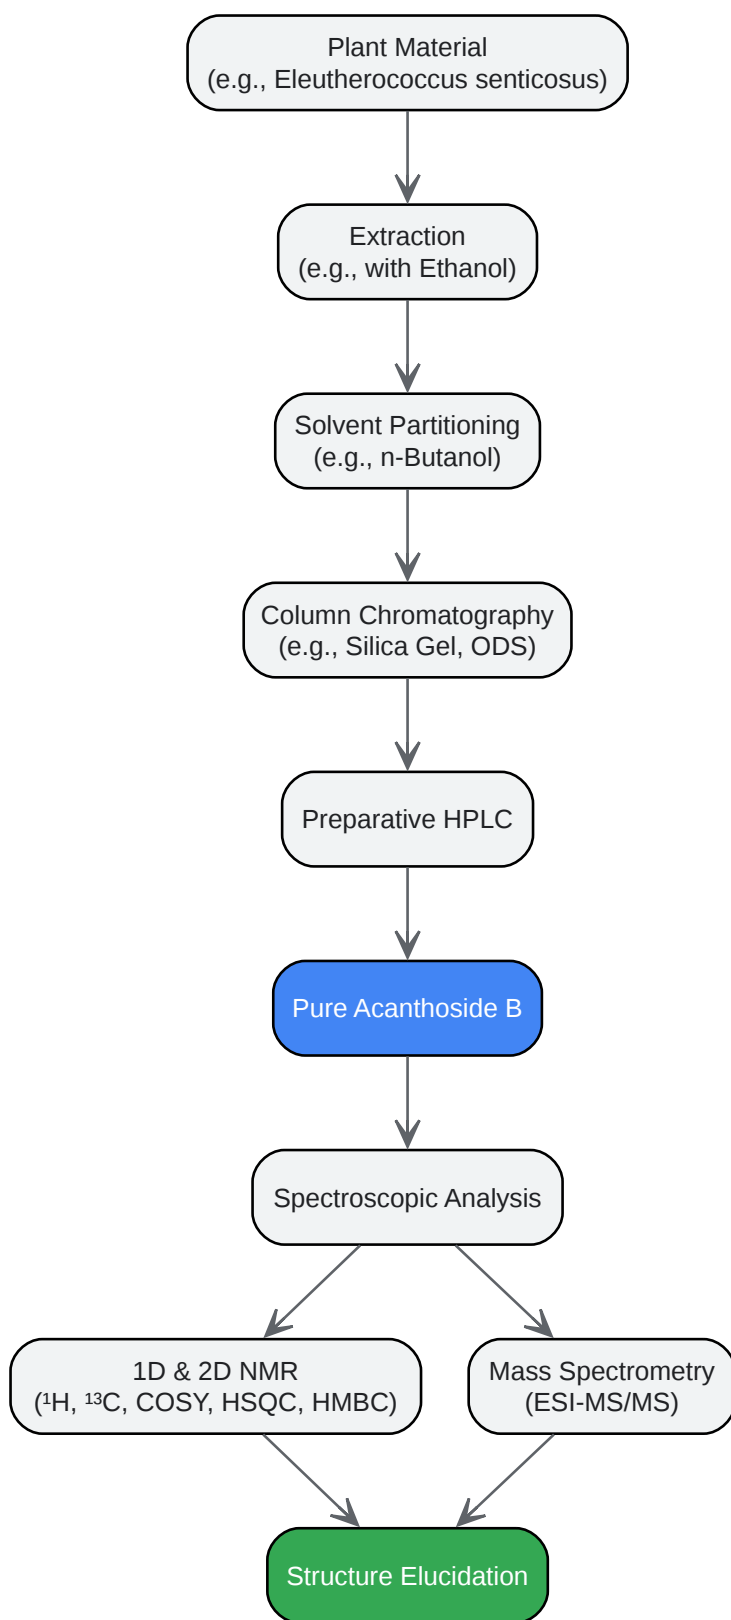 Plant Material
(e.g., Eleutherococcus senticosus)
Extraction
(e.g., with Ethanol)
Solvent Partitioning
(e.g., n-Butanol)
Column Chromatography
(e.g., Silica Gel, ODS)
Preparative HPLC
Pure Acanthoside B
Spectroscopic Analysis
1D & 2D NMR
(¹H, ¹³C, COSY, HSQC, HMBC)
Mass Spectrometry
(ESI-MS/MS)
Structure Elucidation